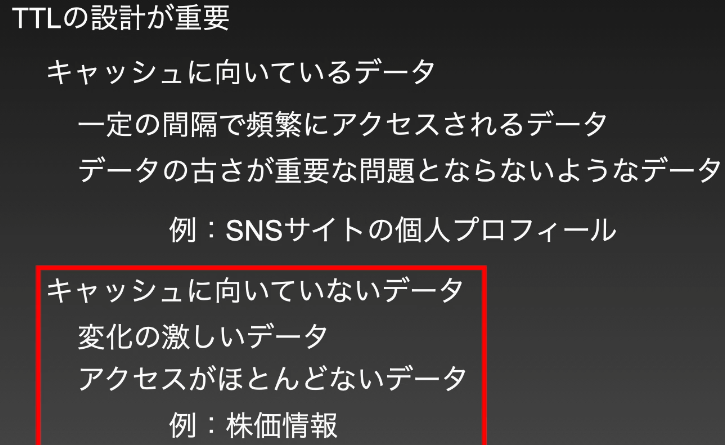 TTLの設計が重要
キャッシュに向いているデータ
一定の間隔で頻繁にアクセスされるデータ
データの古さが重要な問題とならないようなデータ
例：SNSサイトの個人プロフィール
キャッシュに向いていないデータ
変化の激しいデータ
アクセスがほとんどないデータ
例：株価情報